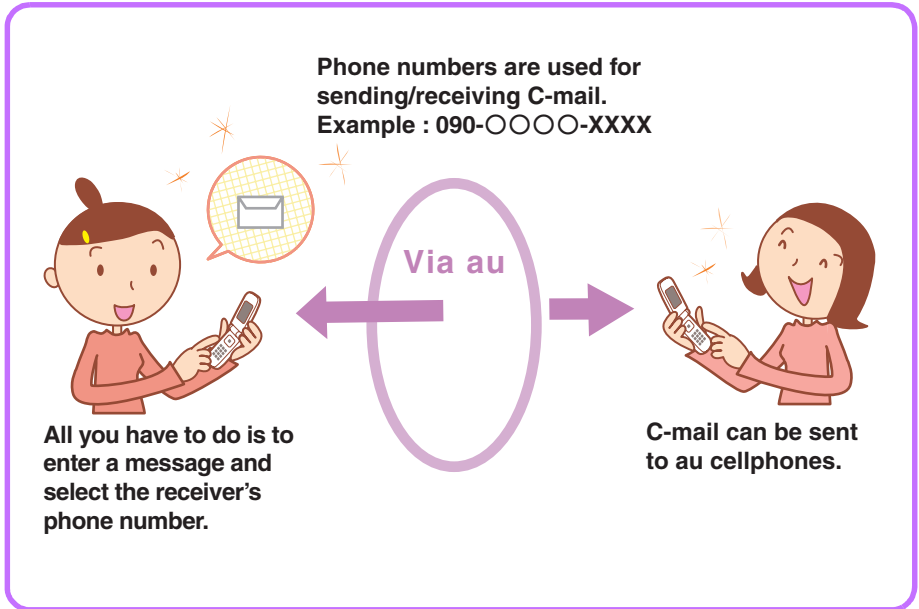 Phone numbers are used for
sending/receiving C-mail.
Example : 090-○○○○-XXXX
Via au
All you have to do is to
enter a message and
select the receiver’s
phone number.
C-mail can be sent
to au cellphones.